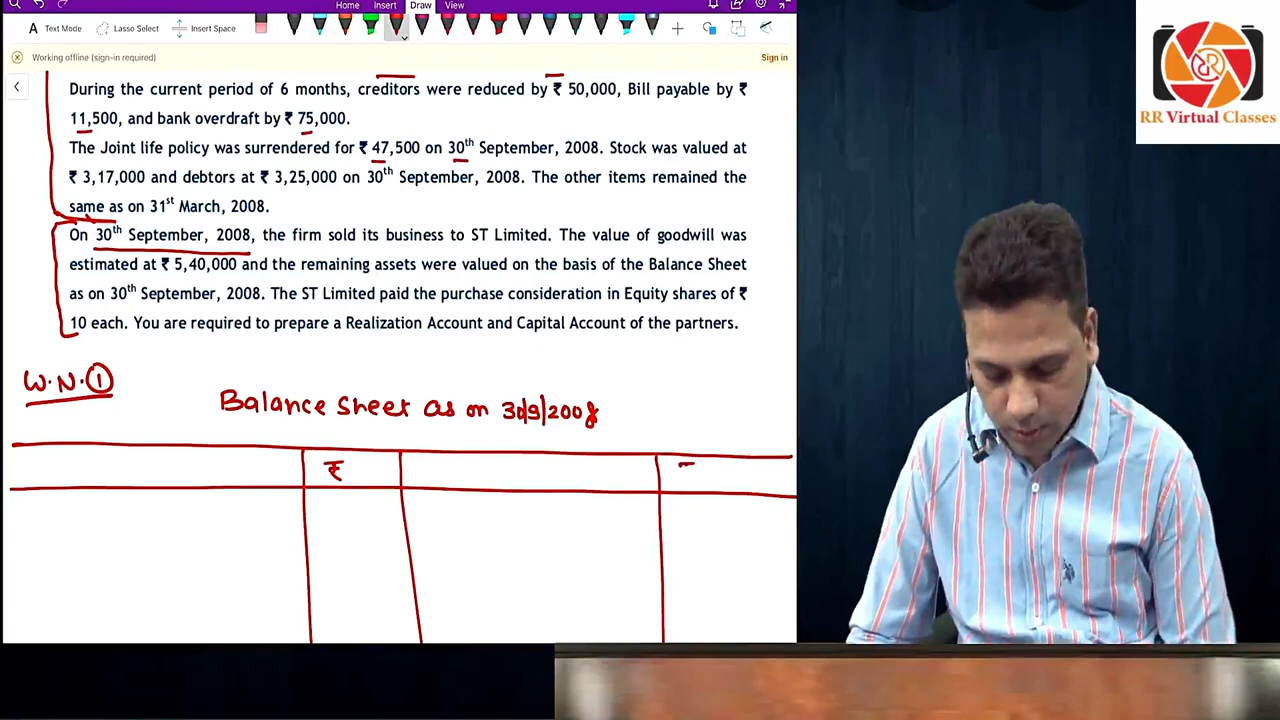 Home Insert Draw View
A Text Mode Lasso Select Insert Space
Working offline (sign-in required) Sign in
During the current period of 6 months, creditors were reduced by ₹ 50,000, Bill payable by ₹
11,500, and bank overdraft by ₹ 75,000.
The Joint life policy was surrendered for ₹ 47,500 on 30th September, 2008. Stock was valued at
₹ 3,17,000 and debtors at ₹ 3,25,000 on 30th September, 2008. The other items remained the
same as on 31st March, 2008.
On 30th September, 2008, the firm sold its business to ST Limited. The value of goodwill was
estimated at ₹ 5,40,000 and the remaining assets were valued on the basis of the Balance Sheet
as on 30th September, 2008. The ST Limited paid the purchase consideration in Equity shares of ₹
10 each. You are required to prepare a Realization Account and Capital Account of the partners.
W.N. ①
Balance Sheet as on 30/9/2008
₹
RR Virtual Classes